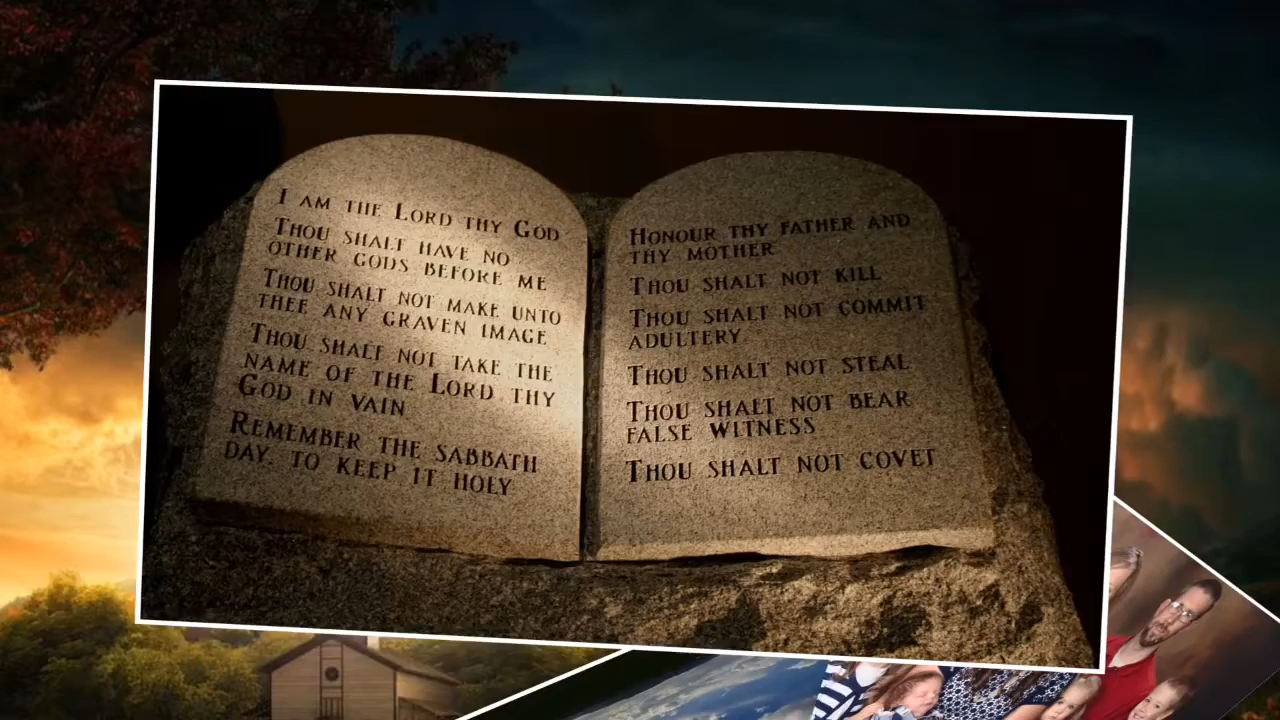 I AM THE LORD THY GOD
THOU SHALT HAVE NO
OTHER GODS BEFORE ME
THOU SHALT NOT MAKE UNTO
THEE ANY GRAVEN IMAGE
THOU SHALT NOT TAKE THE
NAME OF THE LORD THY
GOD IN VAIN
REMEMBER THE SABBATH
DAY, TO KEEP IT HOLY
HONOUR THY FATHER AND
THY MOTHER
THOU SHALT NOT KILL
THOU SHALT NOT COMMIT
ADULTERY
THOU SHALT NOT STEAL
THOU SHALT NOT BEAR
FALSE WITNESS
THOU SHALT NOT COVET